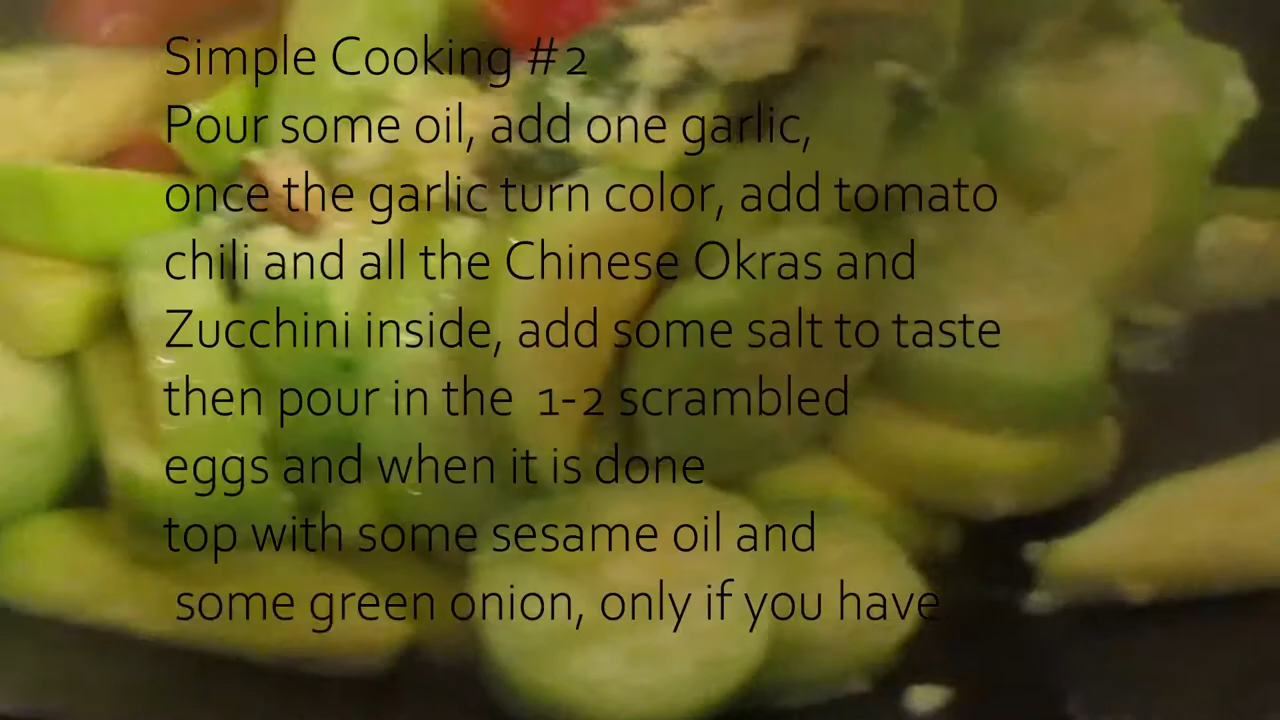 Simple Cooking #2
Pour some oil, add one garlic,
once the garlic turn color, add tomato
chili and all the Chinese Okras and
Zucchini inside, add some salt to taste
then pour in the 1-2 scrambled
eggs and when it is done
top with some sesame oil and
some green onion, only if you have